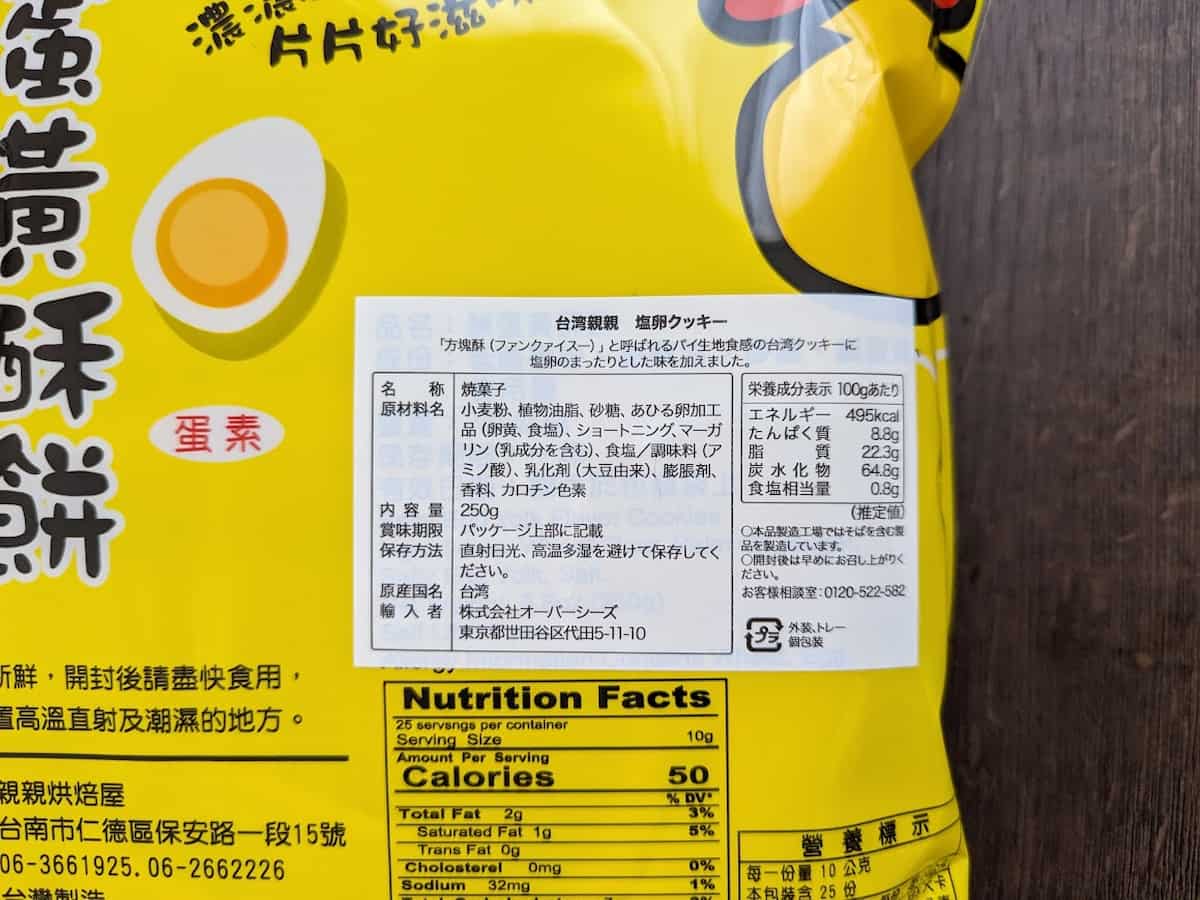 片片好滋
蛋黃酥餅
蛋素
台湾親親 塩卵クッキー
「方塊酥（ファンクァイスー）」と呼ばれるパイ生地食感の台湾クッキーに
塩卵のまったりとした味を加えました。
名称 焼菓子
原材料名 小麦粉、植物油脂、砂糖、あひる卵加工
品（卵黄、食塩）、ショートニング、マーガ
リン（乳成分を含む）、食塩／調味料（ア
ミノ酸）、乳化剤（大豆由来）、膨脹剤、
香料、カロチン色素
内容量 250g
賞味期限 パッケージ上部に記載
保存方法 直射日光、高温多湿を避けて保存してく
ださい。
原産国名 台湾
輸入者 株式会社オーバーシーズ
東京都世田谷区代田5-11-10
栄養成分表示 100gあたり
エネルギー 495kcal
たんぱく質 8.8g
脂質 22.3g
炭水化物 64.8g
食塩相当量 0.8g
（推定値）
○本品製造工場ではそばを含む製
品を製造しています。
○開封後は早めにお召し上がりく
ださい。
お客様相談室：0120-522-582
プラ 外装、トレー
個包装
新鮮，開封後請盡快食用，
置高溫直射及潮濕的地方。
親親烘焙屋
台南市仁德區保安路一段15號
06-3661925.06-2662226
台灣製造
Nutrition Facts
25 servsngs per container
Serving Size 10g
Amount Per Serving
Calories 50
% DV*
Total Fat 2g 3%
Saturated Fat 1g 5%
Trans Fat 0g
Cholosterel 0mg 0%
Sodium 32mg 1%
營養標示
每一份量 10 公克
本包裝含 25 份